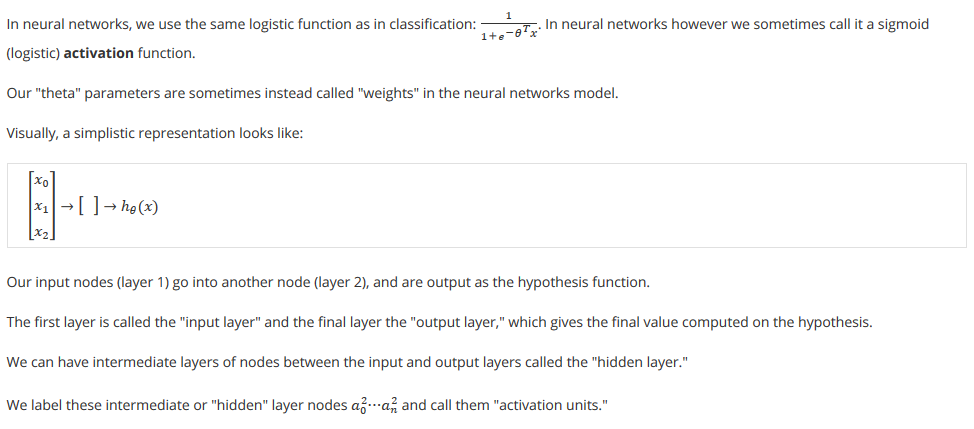 In neural networks, we use the same logistic function as in classification: $\frac{1}{1+e^{-\theta^T x}}$. In neural networks however we sometimes call it a sigmoid
(logistic) activation function.
Our "theta" parameters are sometimes instead called "weights" in the neural networks model.
Visually, a simplistic representation looks like:
$\begin{bmatrix} x_0 \\ x_1 \\ x_2 \end{bmatrix} \rightarrow [\ ] \rightarrow h_\theta(x)$
Our input nodes (layer 1) go into another node (layer 2), and are output as the hypothesis function.
The first layer is called the "input layer" and the final layer the "output layer," which gives the final value computed on the hypothesis.
We can have intermediate layers of nodes between the input and output layers called the "hidden layer."
We label these intermediate or "hidden" layer nodes $a_0^2 \cdots a_n^2$ and call them "activation units."